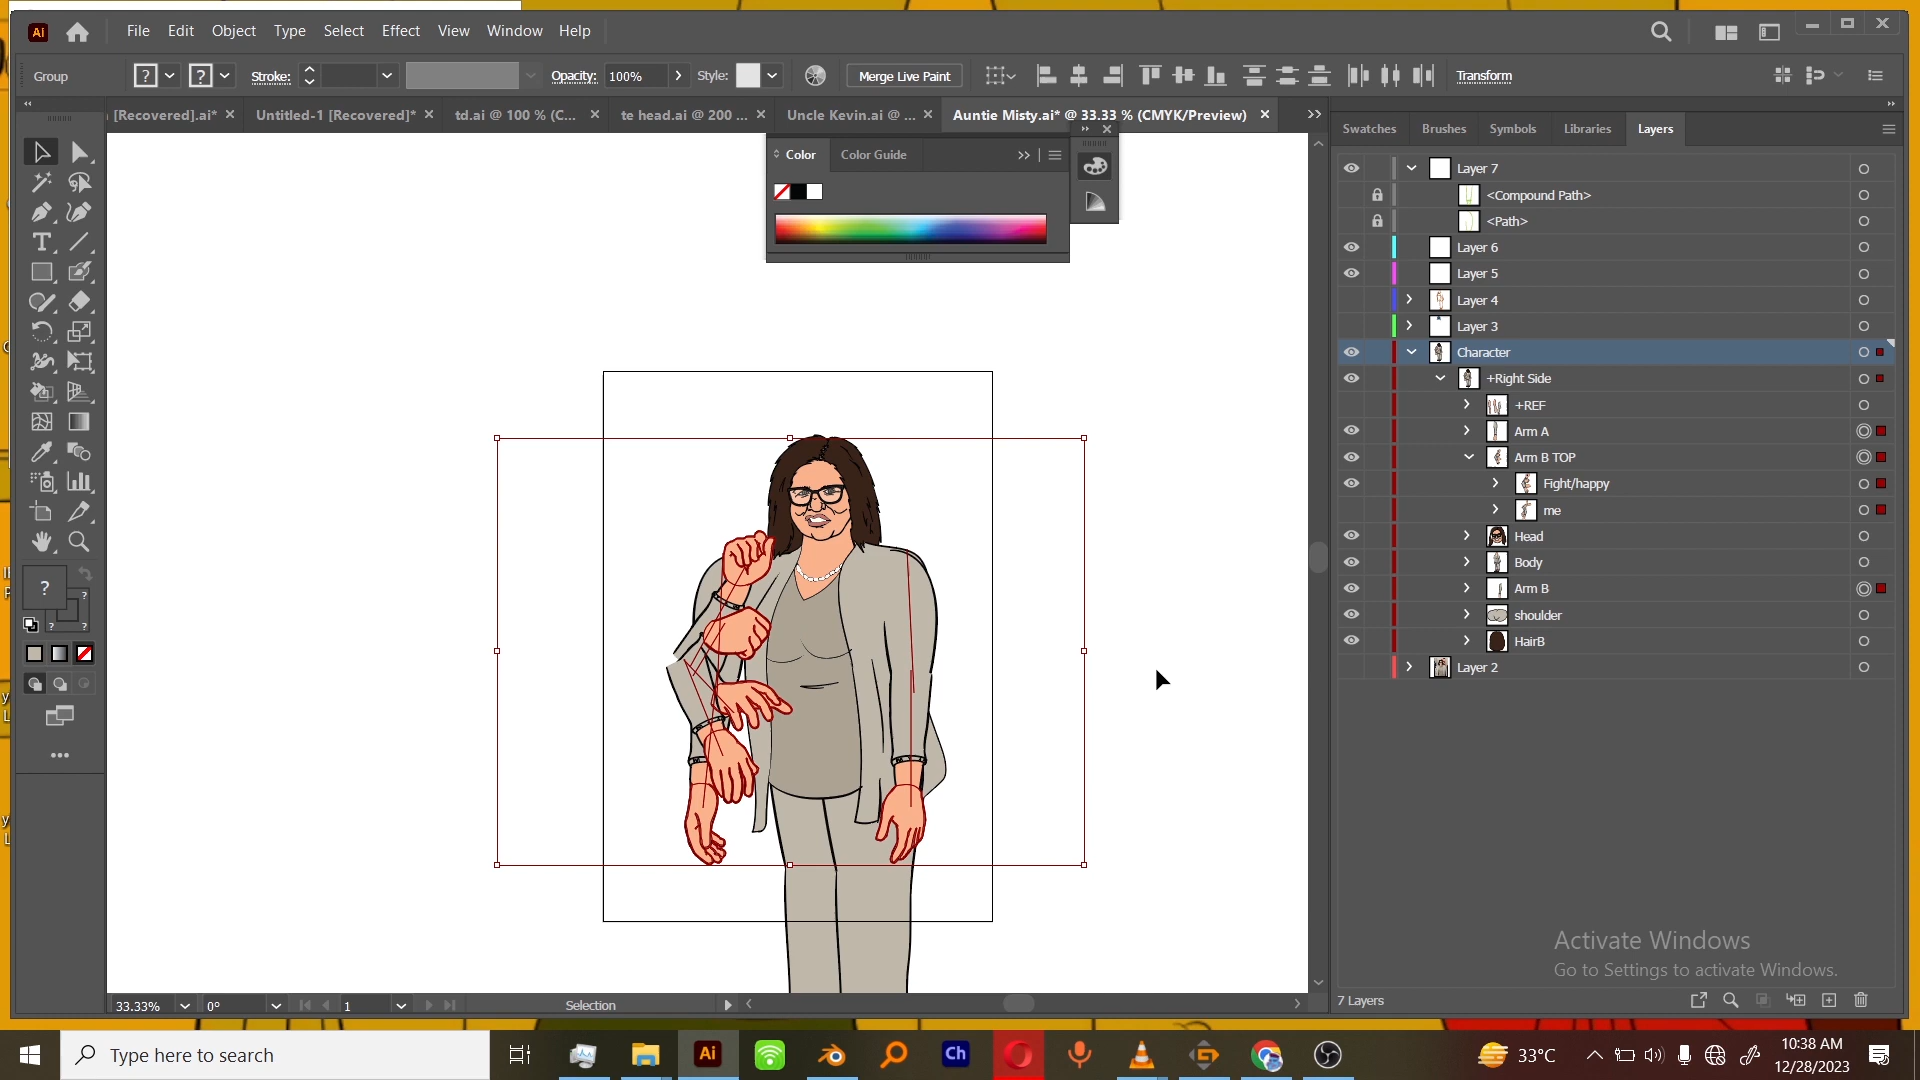 Ai File Edit Object Type Select Effect View Window Help
Group ? ? Stroke: Opacity: 100% Style: Merge Live Paint Transform
[Recovered].ai* Untitled-1 [Recovered]* td.ai @ 100 % (C... te head.ai @ 200 ... Uncle Kevin.ai @ ... Auntie Misty.ai* @ 33.33 % (CMYK/Preview)
Color Color Guide
Swatches Brushes Symbols Libraries Layers
Layer 7
<Compound Path>
<Path>
Layer 6
Layer 5
Layer 4
Layer 3
Character
+Right Side
+REF
Arm A
Arm B TOP
Fight/happy
me
Head
Body
Arm B
shoulder
HairB
Layer 2
?
?
? ?
Activate Windows
Go to Settings to activate Windows.
33.33% 0° 1 Selection
7 Layers
Type here to search
Ai Ch
33°C
10:38 AM
12/28/2023